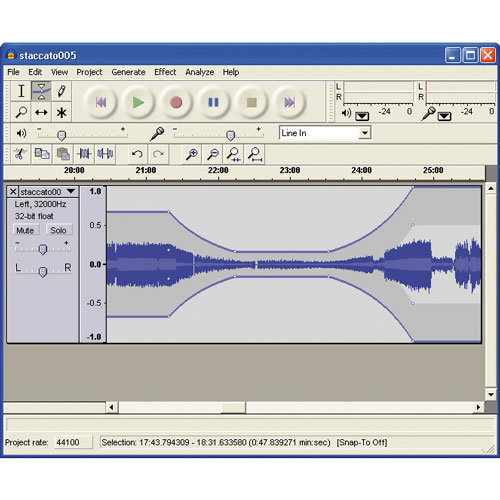 staccato005
File Edit View Project Generate Effect Analyze Help
L
R
-24 0
L
R
-24 0
- +
- +
Line In
20:00 21:00 22:00 23:00 24:00 25:00
X staccato00
Left, 32000Hz
32-bit float
Mute Solo
- +
L R
1.0
0.5
0.0
-0.5
-1.0
Project rate: 44100 Selection: 17:43.794309 - 18:31.633580 (0:47.839271 min:sec) [Snap-To Off]